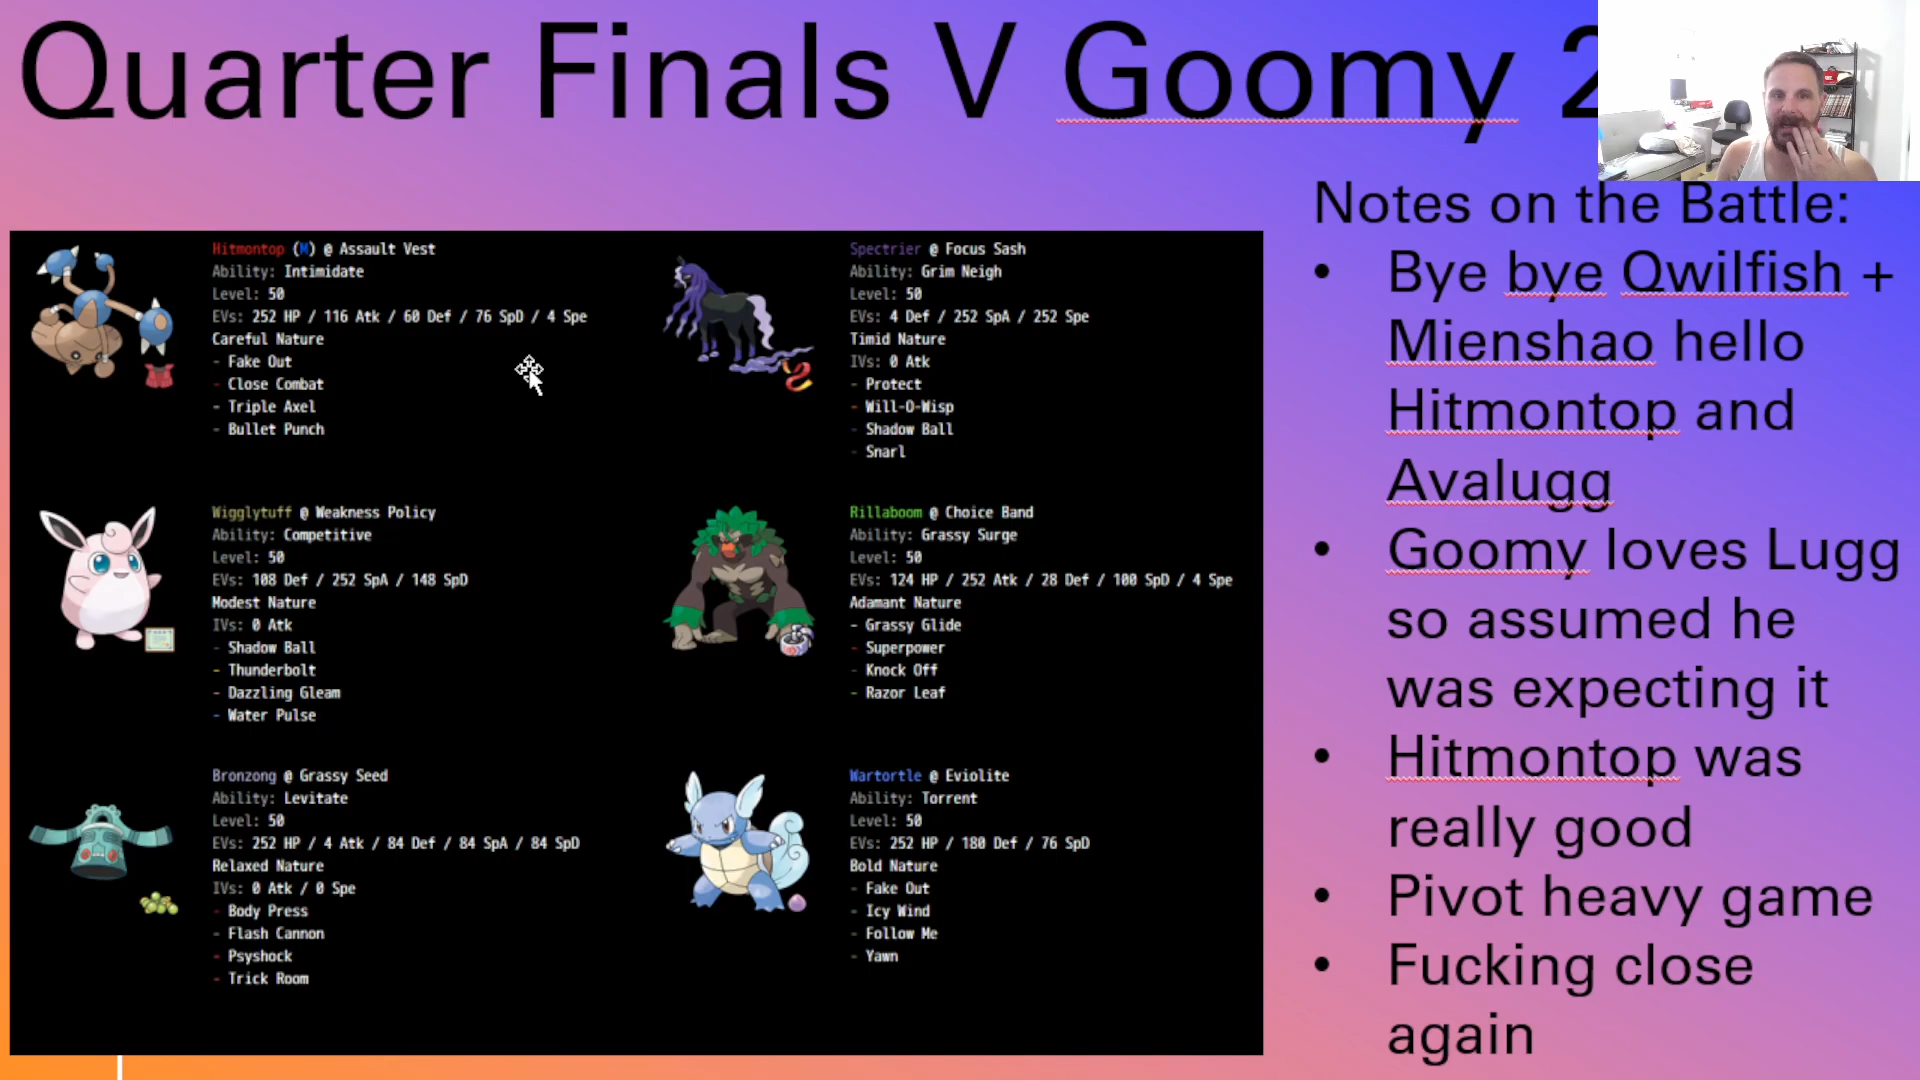 Quarter Finals V Goomy 2
Hitmontop (M) @ Assault Vest
Ability: Intimidate
Level: 50
EVs: 252 HP / 116 Atk / 60 Def / 76 SpD / 4 Spe
Careful Nature
- Fake Out
- Close Combat
- Triple Axel
- Bullet Punch
Spectrier @ Focus Sash
Ability: Grim Neigh
Level: 50
EVs: 4 Def / 252 SpA / 252 Spe
Timid Nature
IVs: 0 Atk
- Protect
- Will-O-Wisp
- Shadow Ball
- Snarl
Wigglytuff @ Weakness Policy
Ability: Competitive
Level: 50
EVs: 108 Def / 252 SpA / 148 SpD
Modest Nature
IVs: 0 Atk
- Shadow Ball
- Thunderbolt
- Dazzling Gleam
- Water Pulse
Rillaboom @ Choice Band
Ability: Grassy Surge
Level: 50
EVs: 124 HP / 252 Atk / 28 Def / 100 SpD / 4 Spe
Adamant Nature
- Grassy Glide
- Superpower
- Knock Off
- Razor Leaf
Bronzong @ Grassy Seed
Ability: Levitate
Level: 50
EVs: 252 HP / 4 Atk / 84 Def / 84 SpA / 84 SpD
Relaxed Nature
IVs: 0 Atk / 0 Spe
- Body Press
- Flash Cannon
- Psyshock
- Trick Room
Wartortle @ Eviolite
Ability: Torrent
Level: 50
EVs: 252 HP / 180 Def / 76 SpD
Bold Nature
- Fake Out
- Icy Wind
- Follow Me
- Yawn
Notes on the Battle:
• Bye bye Qwilfish +
Mienshao hello
Hitmontop and
Avalugg
• Goomy loves Lugg
so assumed he
was expecting it
• Hitmontop was
really good
• Pivot heavy game
• Fucking close
again